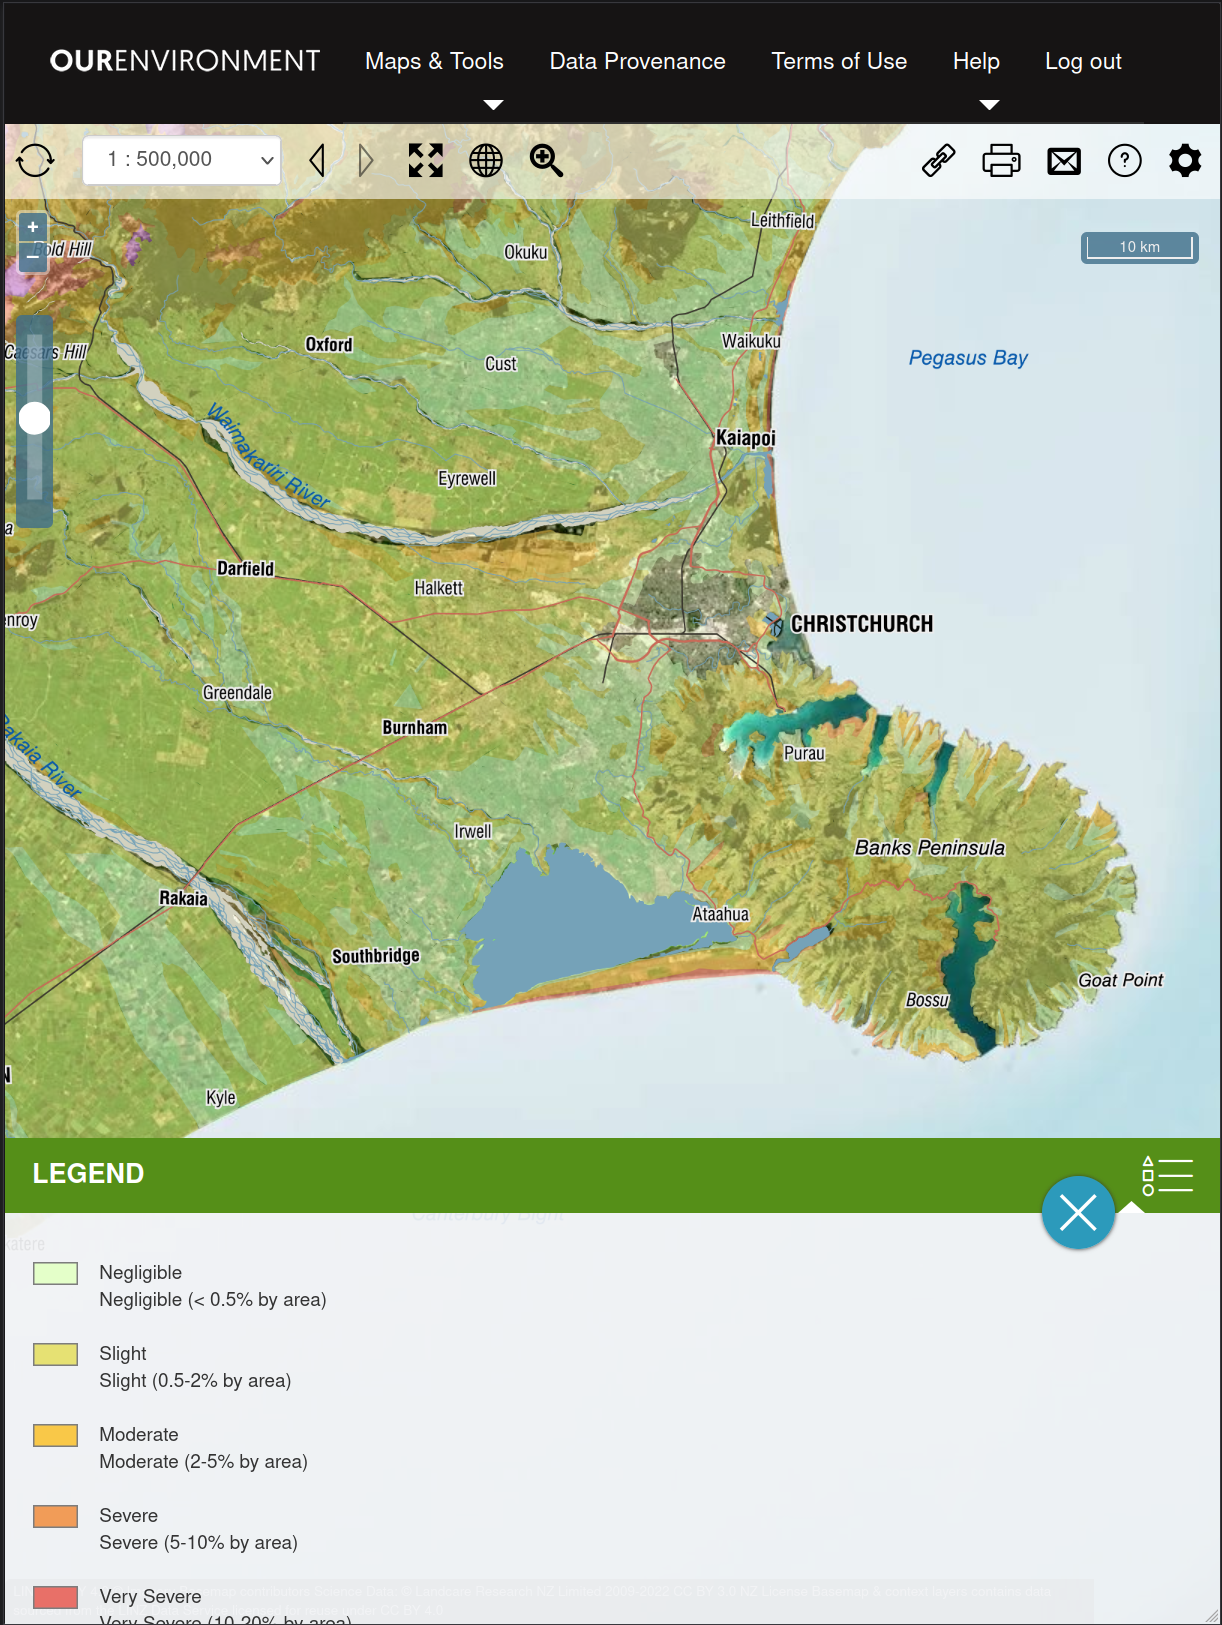 OURENVIRONMENT
Maps & Tools
Data Provenance
Terms of Use
Help
Log out
1 : 500,000
?
+
−
10 km
Leithfield
Bold Hill
Okuku
Waikuku
Oxford
Caesars Hill
Cust
Pegasus Bay
Waimakariri River
Kaiapoi
Eyrewell
Darfield
Halkett
CHRISTCHURCH
enroy
Greendale
Burnham
Rakaia River
Purau
Irwell
Banks Peninsula
Rakaia
Ataahua
Southbridge
Goat Point
Bossu
N
Kyle
LEGEND
Canterbury Bight
katere
Negligible
Negligible (< 0.5% by area)
Slight
Slight (0.5-2% by area)
Moderate
Moderate (2-5% by area)
Severe
Severe (5-10% by area)
Very Severe
Very Severe (10-20% by area)